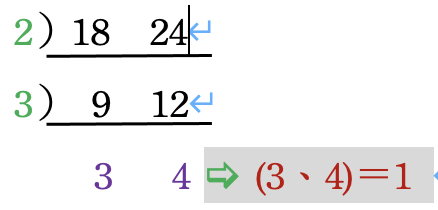 2) 18 24↵
3) 9 12↵
3 4 ⇨ (3、4)＝1